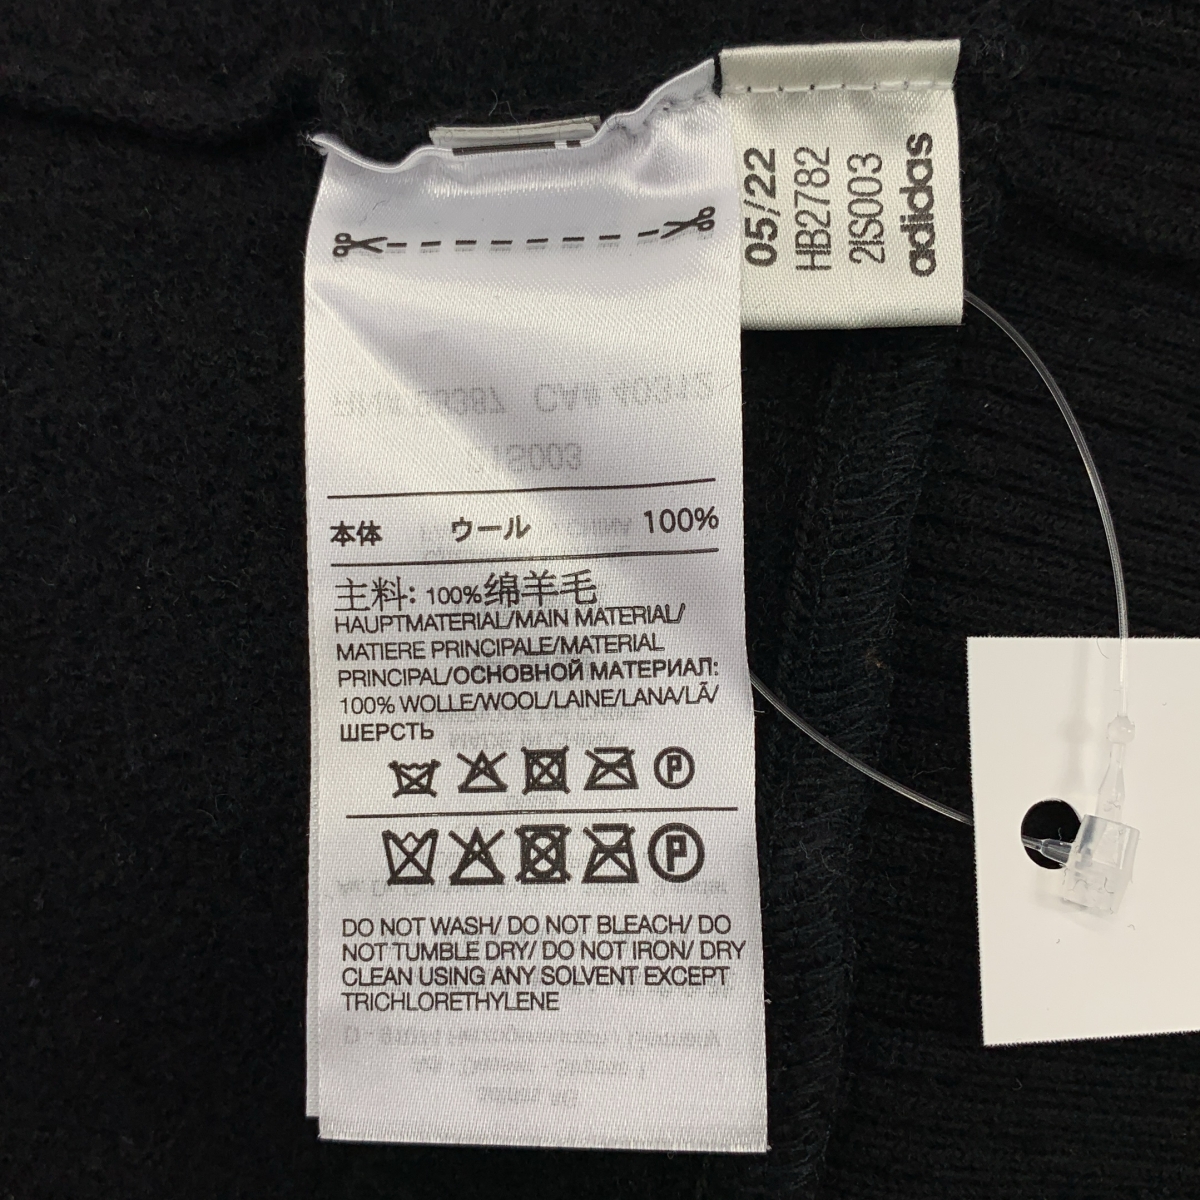 05/22
HB2782
2IS003
adidas
本体 ウール 100%
主料: 100%绵羊毛
HAUPTMATERIAL/MAIN MATERIAL/
MATIERE PRINCIPALE/MATERIAL
PRINCIPAL/ОСНОВНОЙ МАТЕРИАЛ:
100% WOLLE/WOOL/LAINE/LANA/LÃ/
ШЕРСТЬ
P
P
DO NOT WASH/ DO NOT BLEACH/ DO
NOT TUMBLE DRY/ DO NOT IRON/ DRY
CLEAN USING ANY SOLVENT EXCEPT
TRICHLORETHYLENE